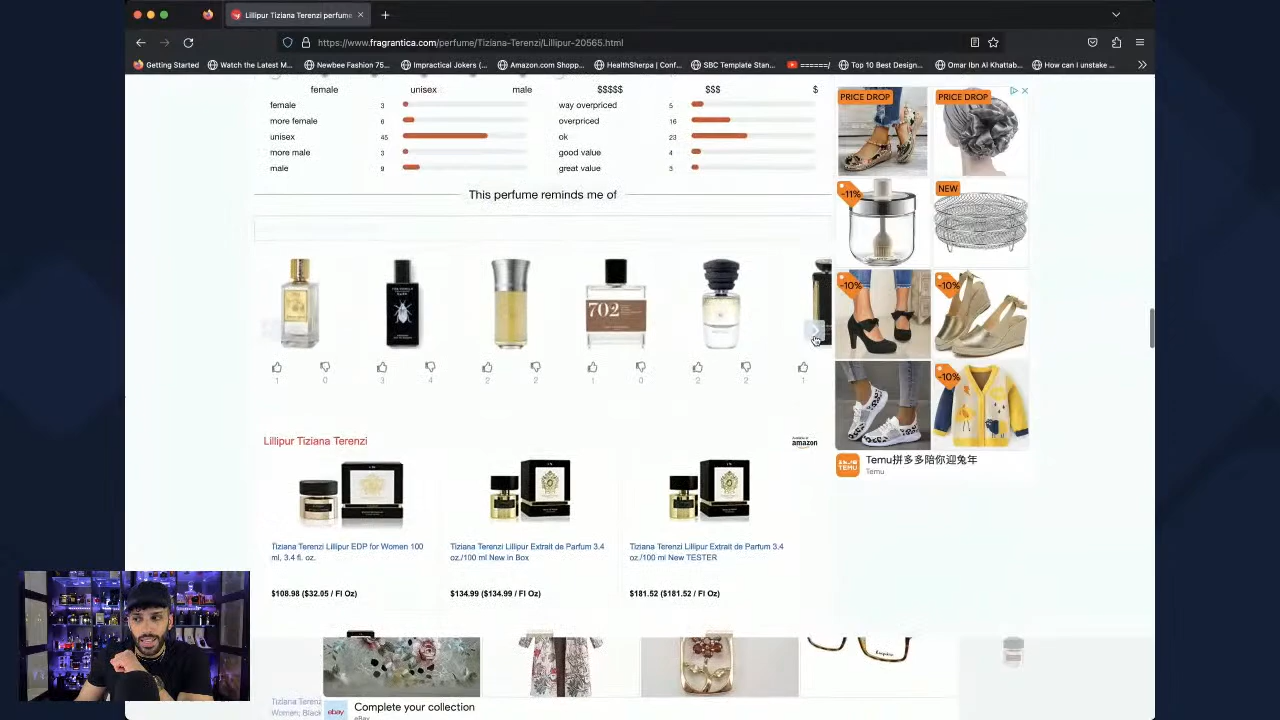 Lillipur Tiziana Terenzi perfume
https://www.fragrantica.com/perfume/Tiziana-Terenzi/Lillipur-20565.html
Getting Started
Watch the Latest M...
Newbee Fashion 75...
Impractical Jokers (...
Amazon.com Shopp...
HealthSherpa | Conf...
SBC Template Stan...
======/
Top 10 Best Design...
Omar Ibn Al Khattab...
How can I unstake ...
female unisex male
$$$$$ $$$ $
female 3
more female 6
unisex 45
more male 3
male 9
way overpriced 5
overpriced 16
ok 23
good value 4
great value 3
This perfume reminds me of
702
1 0 3 4 2 2 1 0 2 2 1
Lillipur Tiziana Terenzi
amazon
Tiziana Terenzi Lillipur EDP for Women 100
ml, 3.4 fl. oz.
$108.98 ($32.05 / Fl Oz)
Tiziana Terenzi Lillipur Extrait de Parfum 3.4
oz./100 ml New in Box
$134.99 ($134.99 / Fl Oz)
Tiziana Terenzi Lillipur Extrait de Parfum 3.4
oz./100 ml New TESTER
$181.52 ($181.52 / Fl Oz)
PRICE DROP
PRICE DROP
-11%
NEW
-10%
-10%
-10%
TEMU
Temu拼多多陪你迎兔年
Temu
Tiziana Terenz
Women; Black
ebay
Complete your collection
eBay